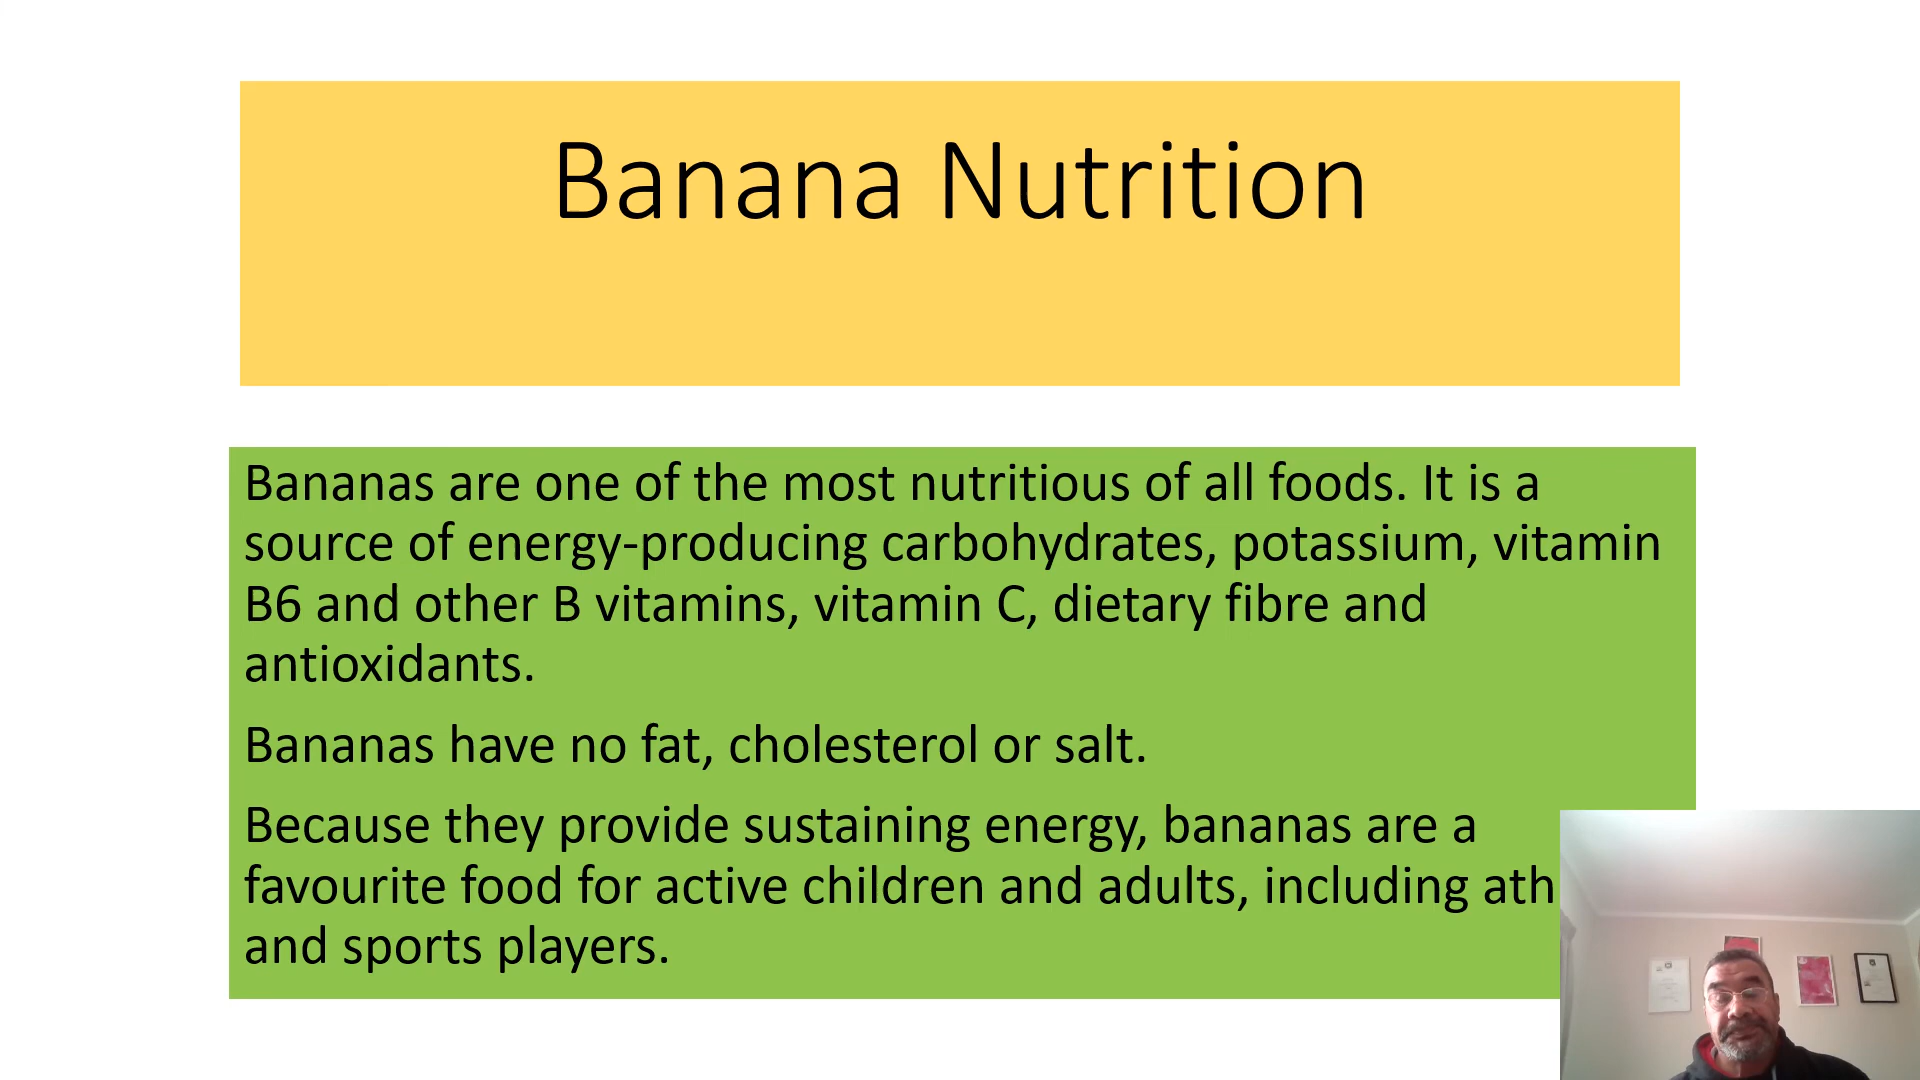 Banana Nutrition
Bananas are one of the most nutritious of all foods. It is a
source of energy-producing carbohydrates, potassium, vitamin
B6 and other B vitamins, vitamin C, dietary fibre and
antioxidants.
Bananas have no fat, cholesterol or salt.
Because they provide sustaining energy, bananas are a
favourite food for active children and adults, including
and sports players.